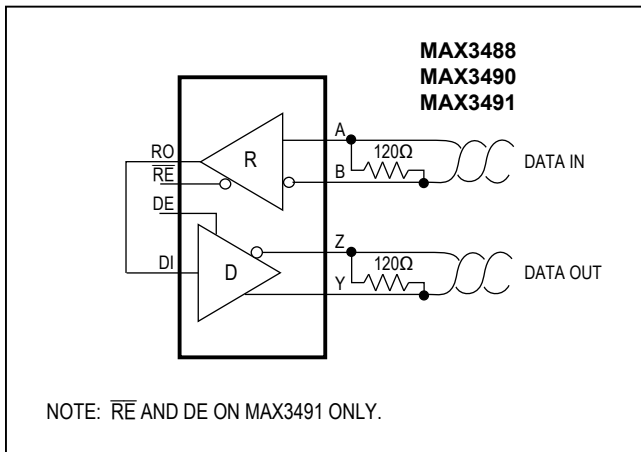 MAX3488
MAX3490
MAX3491
A
RO
R
120Ω
DATA IN
RE
B
DE
Z
DI
D
120Ω
DATA OUT
Y
NOTE: RE AND DE ON MAX3491 ONLY.